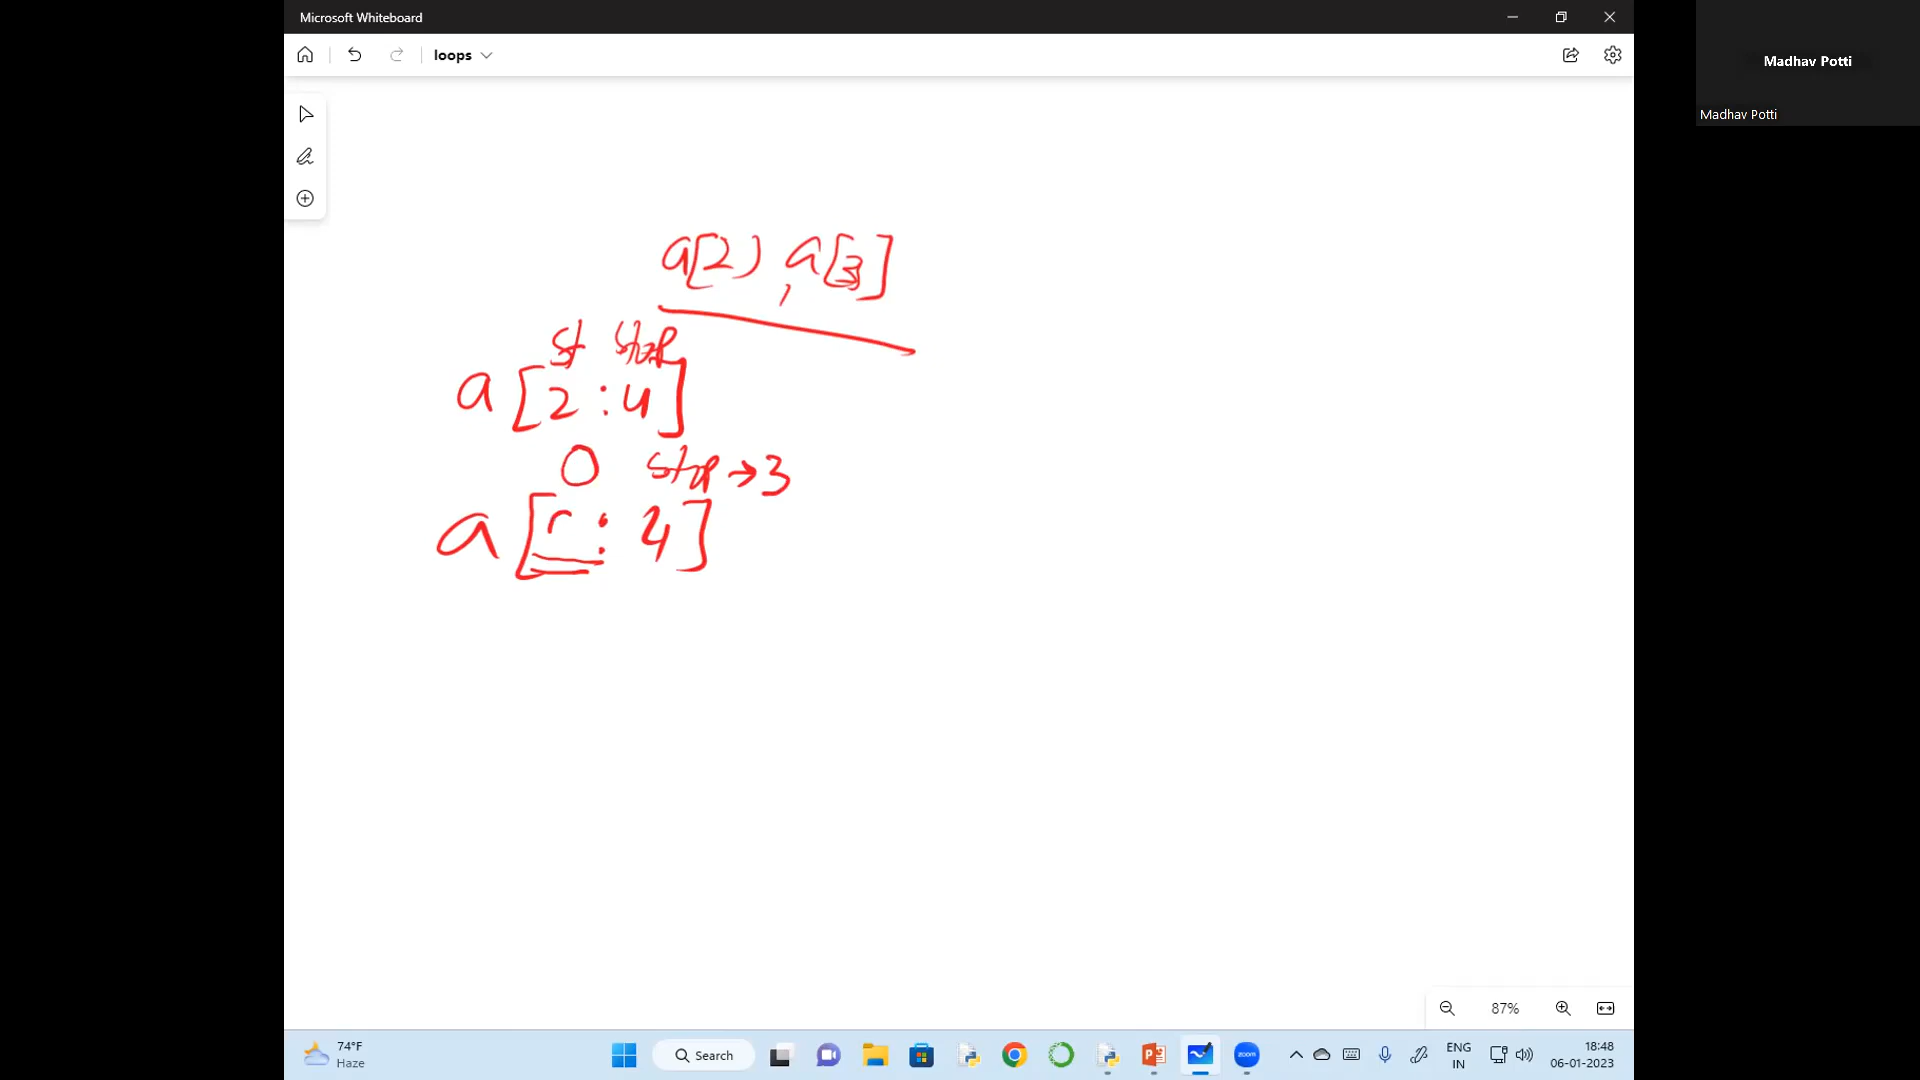 Microsoft Whiteboard
loops
Madhav Potti
Madhav Potti
a[2) , a[3]
st stop
a[2:4]
0 stop→3
a[r: 4]
87%
74°F
Haze
Search
zoom
ENG
IN
18:48
06-01-2023